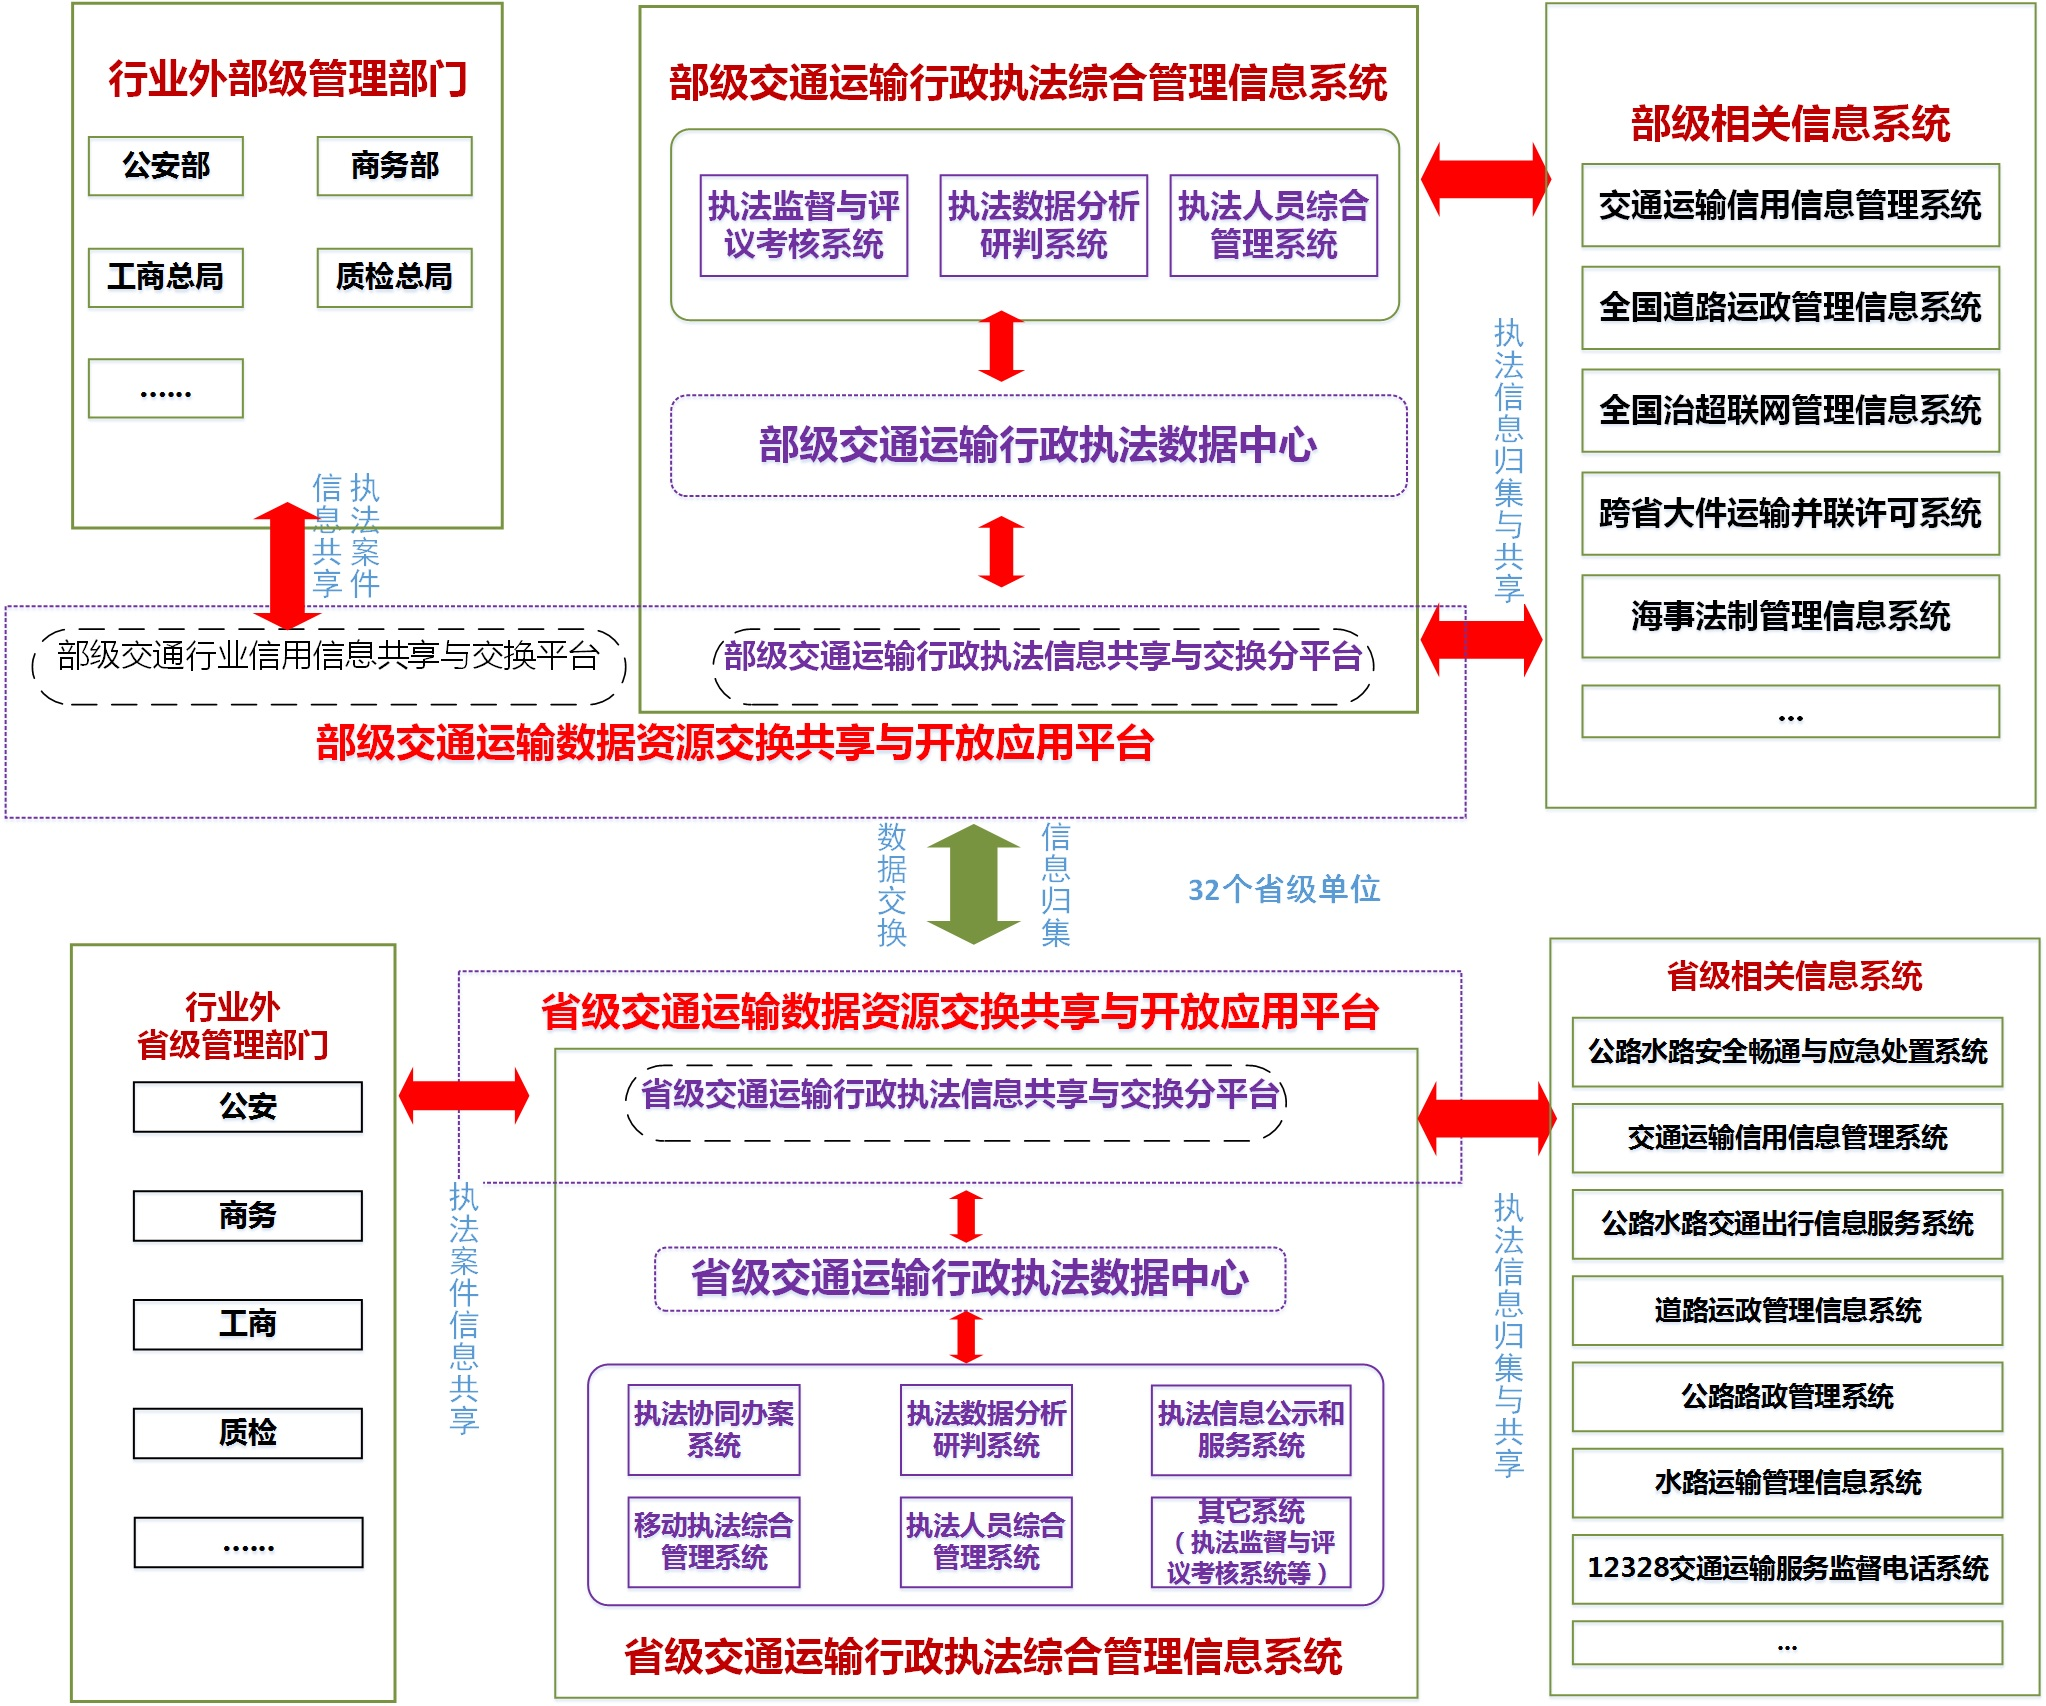 行业外部级管理部门
公安部
商务部
工商总局
质检总局
……
部级交通运输行政执法综合管理信息系统
执法监督与评
议考核系统
执法数据分析
研判系统
执法人员综合
管理系统
部级交通运输行政执法数据中心
部级相关信息系统
交通运输信用信息管理系统
全国道路运政管理信息系统
全国治超联网管理信息系统
跨省大件运输并联许可系统
海事法制管理信息系统
...
执法案件
信息共享
执法信息归集与共享
部级交通行业信用信息共享与交换平台
部级交通运输行政执法信息共享与交换分平台
部级交通运输数据资源交换共享与开放应用平台
数据交换
信息归集
32个省级单位
行业外
省级管理部门
公安
商务
工商
质检
……
执法案件信息共享
省级交通运输数据资源交换共享与开放应用平台
省级交通运输行政执法信息共享与交换分平台
省级交通运输行政执法数据中心
执法协同办案
系统
执法数据分析
研判系统
执法信息公示和
服务系统
移动执法综合
管理系统
执法人员综合
管理系统
其它系统
（执法监督与评
议考核系统等）
省级交通运输行政执法综合管理信息系统
执法信息归集与共享
省级相关信息系统
公路水路安全畅通与应急处置系统
交通运输信用信息管理系统
公路水路交通出行信息服务系统
道路运政管理信息系统
公路路政管理系统
水路运输管理信息系统
12328交通运输服务监督电话系统
...